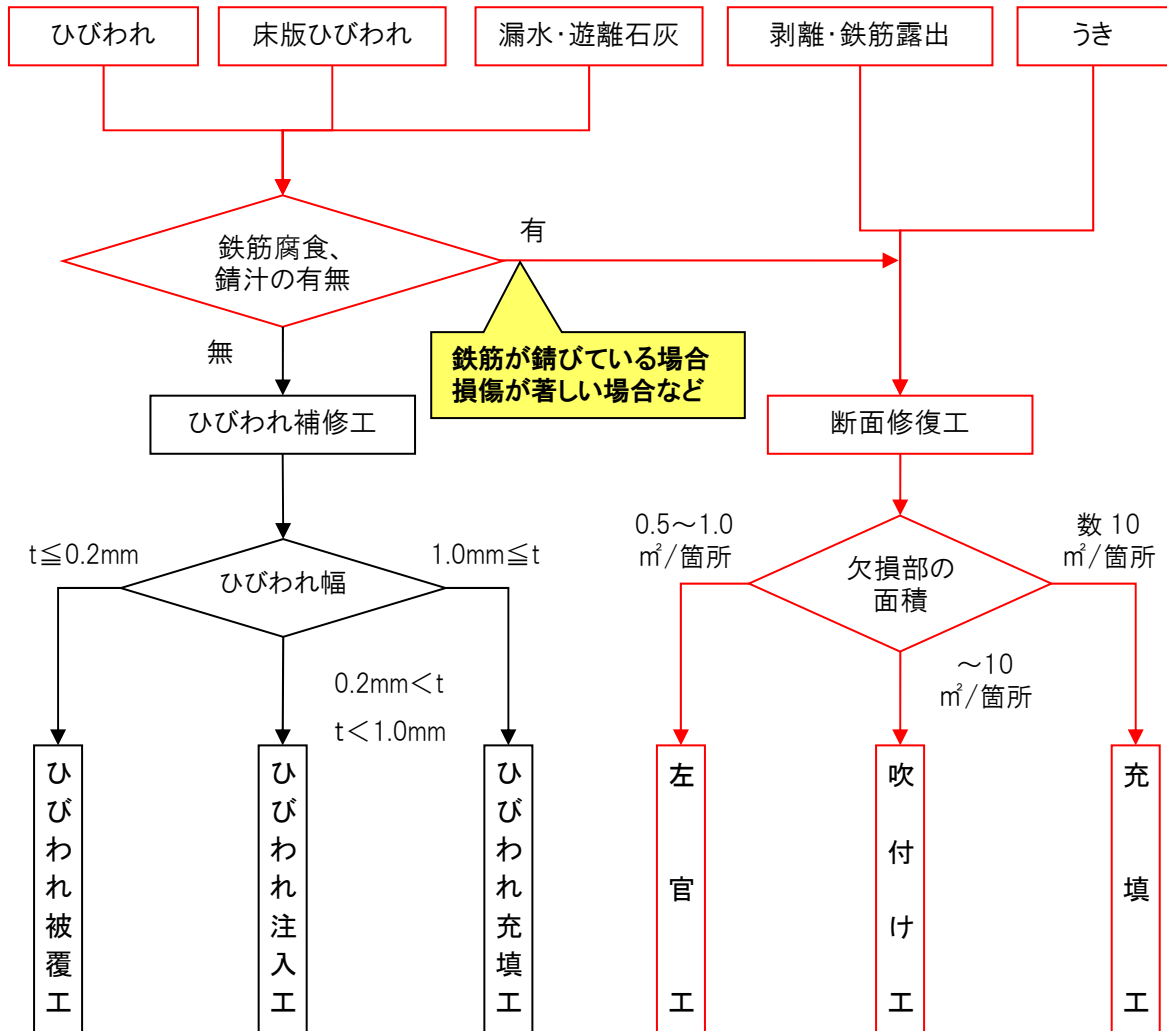 ひびわれ
床版ひびわれ
漏水・遊離石灰
剥離・鉄筋露出
うき
鉄筋腐食、
錆汁の有無
有
無
鉄筋が錆びている場合
損傷が著しい場合など
ひびわれ補修工
断面修復工
t≦0.2mm
ひびわれ幅
1.0mm≦t
0.2mm＜t
t＜1.0mm
0.5～1.0
㎡/箇所
欠損部の
面積
数 10
㎡/箇所
～10
㎡/箇所
ひびわれ被覆工
ひびわれ注入工
ひびわれ充填工
左官工
吹付け工
充填工